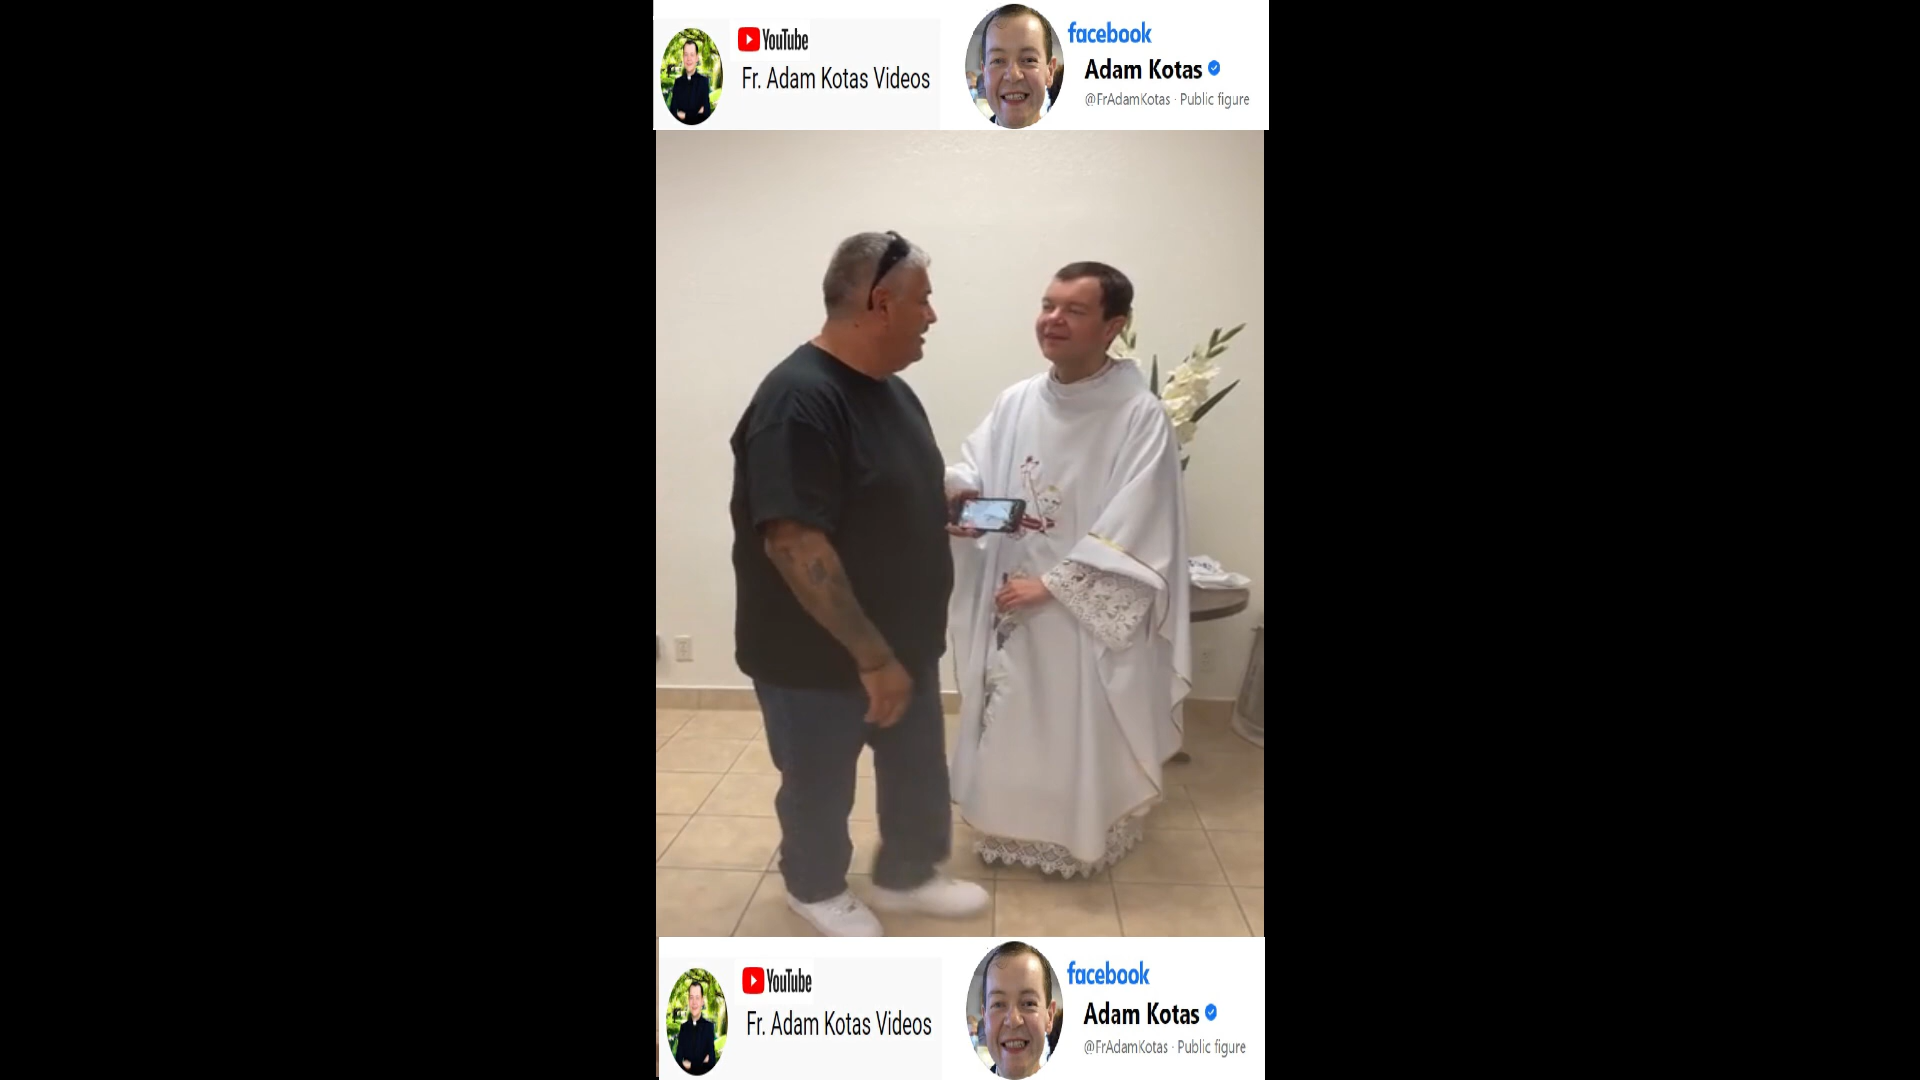 YouTube
Fr. Adam Kotas Videos
facebook
Adam Kotas
@FrAdamKotas · Public figure
YouTube
Fr. Adam Kotas Videos
facebook
Adam Kotas
@FrAdamKotas · Public figure